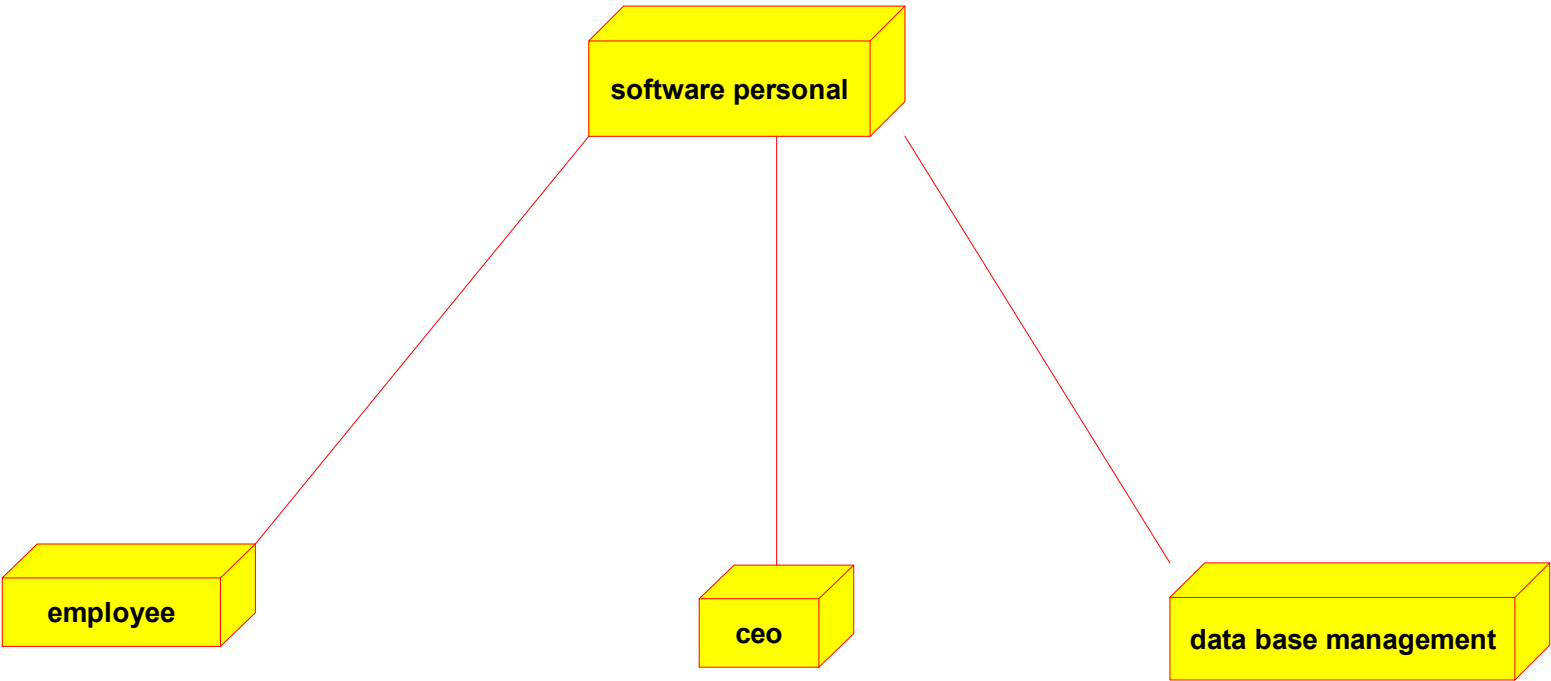 software personal
employee
ceo
data base management